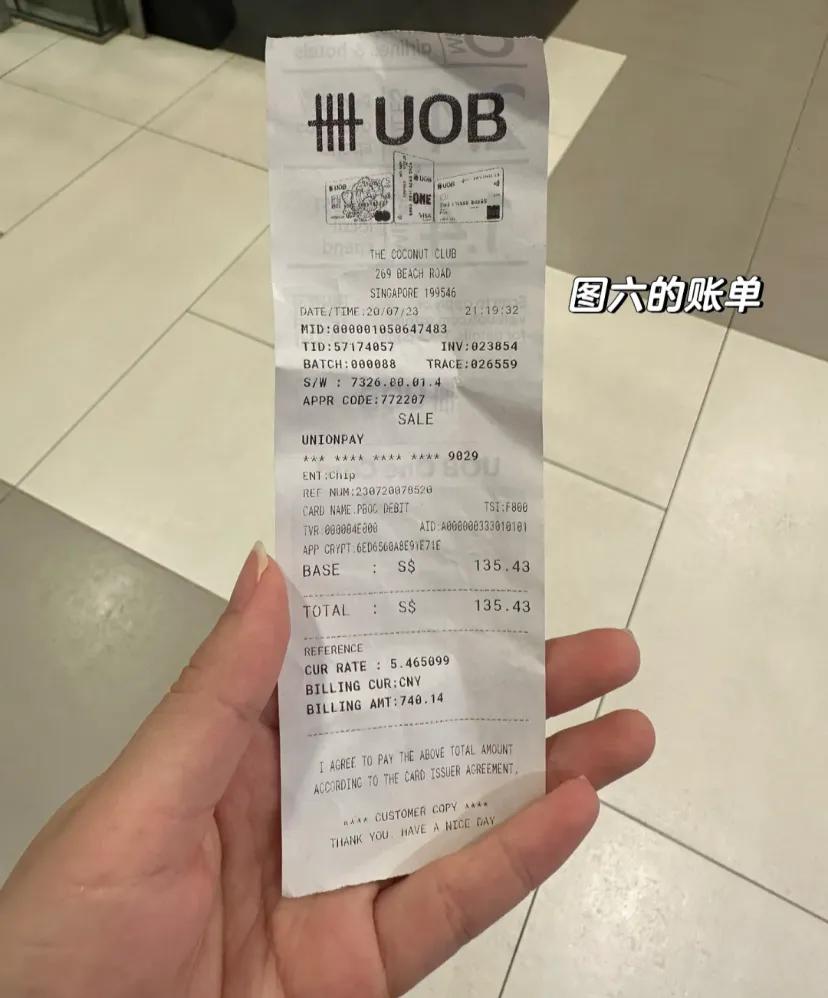 UOB
THE COCONUT CLUB
269 BEACH ROAD
SINGAPORE 199546
DATE/TIME:20/07/23 21:19:32
MID:000001050647483
TID:57174057 INV:023854
BATCH:000088 TRACE:026559
S/W : 7326.00.01.4
APPR CODE:772207
SALE
UNIONPAY
*** **** **** **** 9029
ENT:Chip
REF NUM:230720070520
CARD NAME:PBOC DEBIT TSI:F800
TVR:000004E000 AID:A000000333010101
APP CRYPT:6ED6560A8E91E71E
BASE : S$ 135.43
TOTAL : S$ 135.43
REFERENCE
CUR RATE : 5.465099
BILLING CUR:CNY
BILLING AMT:740.14
I AGREE TO PAY THE ABOVE TOTAL AMOUNT
ACCORDING TO THE CARD ISSUER AGREEMENT.
**** CUSTOMER COPY ****
THANK YOU. HAVE A NICE DAY
图六的账单